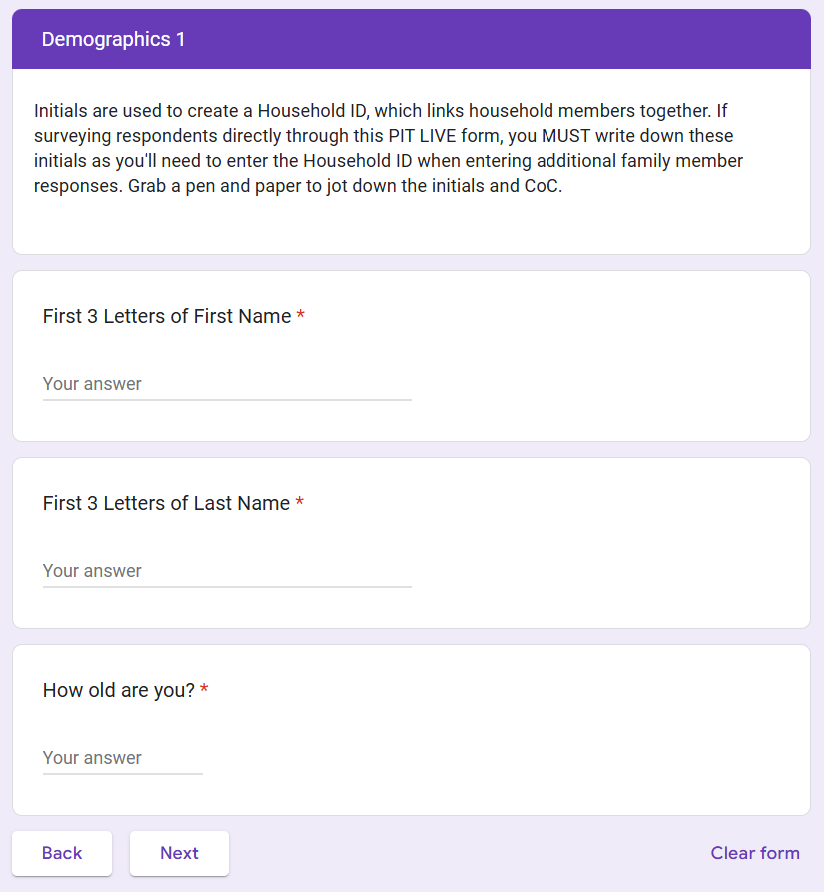 Demographics 1
Initials are used to create a Household ID, which links household members together. If
surveying respondents directly through this PIT LIVE form, you MUST write down these
initials as you'll need to enter the Household ID when entering additional family member
responses. Grab a pen and paper to jot down the initials and CoC.
First 3 Letters of First Name *
Your answer
First 3 Letters of Last Name *
Your answer
How old are you? *
Your answer
Back Next Clear form